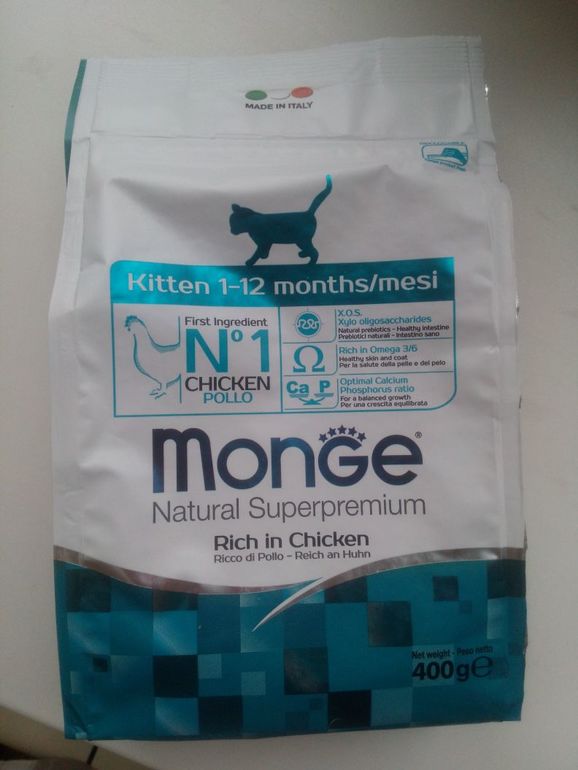 MADE IN ITALY
Kitten 1-12 months/mesi
First Ingredient
N° 1
CHICKEN
POLLO
X.O.S.
Xylo oligosaccharides
Natural prebiotics - Healthy intestine
Prebiotici naturali - Intestino sano
Rich in Omega 3/6
Healthy skin and coat
Per la salute della pelle e del pelo
Ca P
Optimal Calcium
Phosphorus ratio
For a balanced growth
Per una crescita equilibrata
Monge®
Natural Superpremium
Rich in Chicken
Ricco di Pollo - Reich an Huhn
Net weight - Peso netto
400g℮